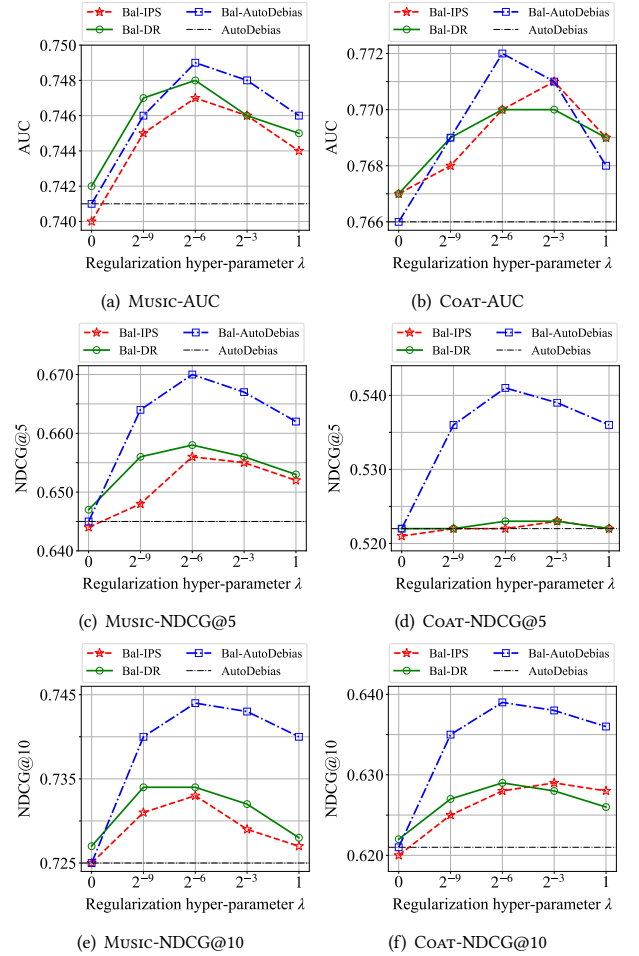 Bal-IPS Bal-AutoDebias
Bal-DR AutoDebias
Bal-IPS Bal-AutoDebias
Bal-DR AutoDebias
AUC
0.750
0.748
0.746
0.744
0.741
0.740
0 2⁻⁹ 2⁻⁶ 2⁻³ 1
Regularization hyper-parameter λ
(a) Music-AUC
AUC
0.772
0.770
0.768
0.766
0 2⁻⁹ 2⁻⁶ 2⁻³ 1
Regularization hyper-parameter λ
(b) Coat-AUC
Bal-IPS Bal-AutoDebias
Bal-DR AutoDebias
Bal-IPS Bal-AutoDebias
Bal-DR AutoDebias
NDCG@5
0.670
0.660
0.650
0.640
0 2⁻⁹ 2⁻⁶ 2⁻³ 1
Regularization hyper-parameter λ
(c) Music-NDCG@5
NDCG@5
0.540
0.530
0.520
0 2⁻⁹ 2⁻⁶ 2⁻³ 1
Regularization hyper-parameter λ
(d) Coat-NDCG@5
Bal-IPS Bal-AutoDebias
Bal-DR AutoDebias
Bal-IPS Bal-AutoDebias
Bal-DR AutoDebias
NDCG@10
0.745
0.735
0.725
0 2⁻⁹ 2⁻⁶ 2⁻³ 1
Regularization hyper-parameter λ
(e) Music-NDCG@10
NDCG@10
0.640
0.630
0.620
0 2⁻⁹ 2⁻⁶ 2⁻³ 1
Regularization hyper-parameter λ
(f) Coat-NDCG@10